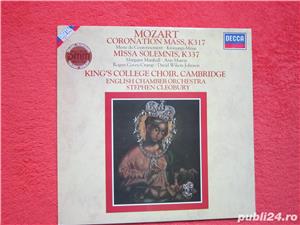 MOZART
CORONATION MASS, K317
Messe du Couronnement · Krönungs-Messe
MISSA SOLEMNIS, K337
Margaret Marshall · Ann Murray
Rogers Covey-Crump · David Wilson-Johnson
KING'S COLLEGE CHOIR, CAMBRIDGE
ENGLISH CHAMBER ORCHESTRA
STEPHEN CLEOBURY
DECCA
publi24.ro